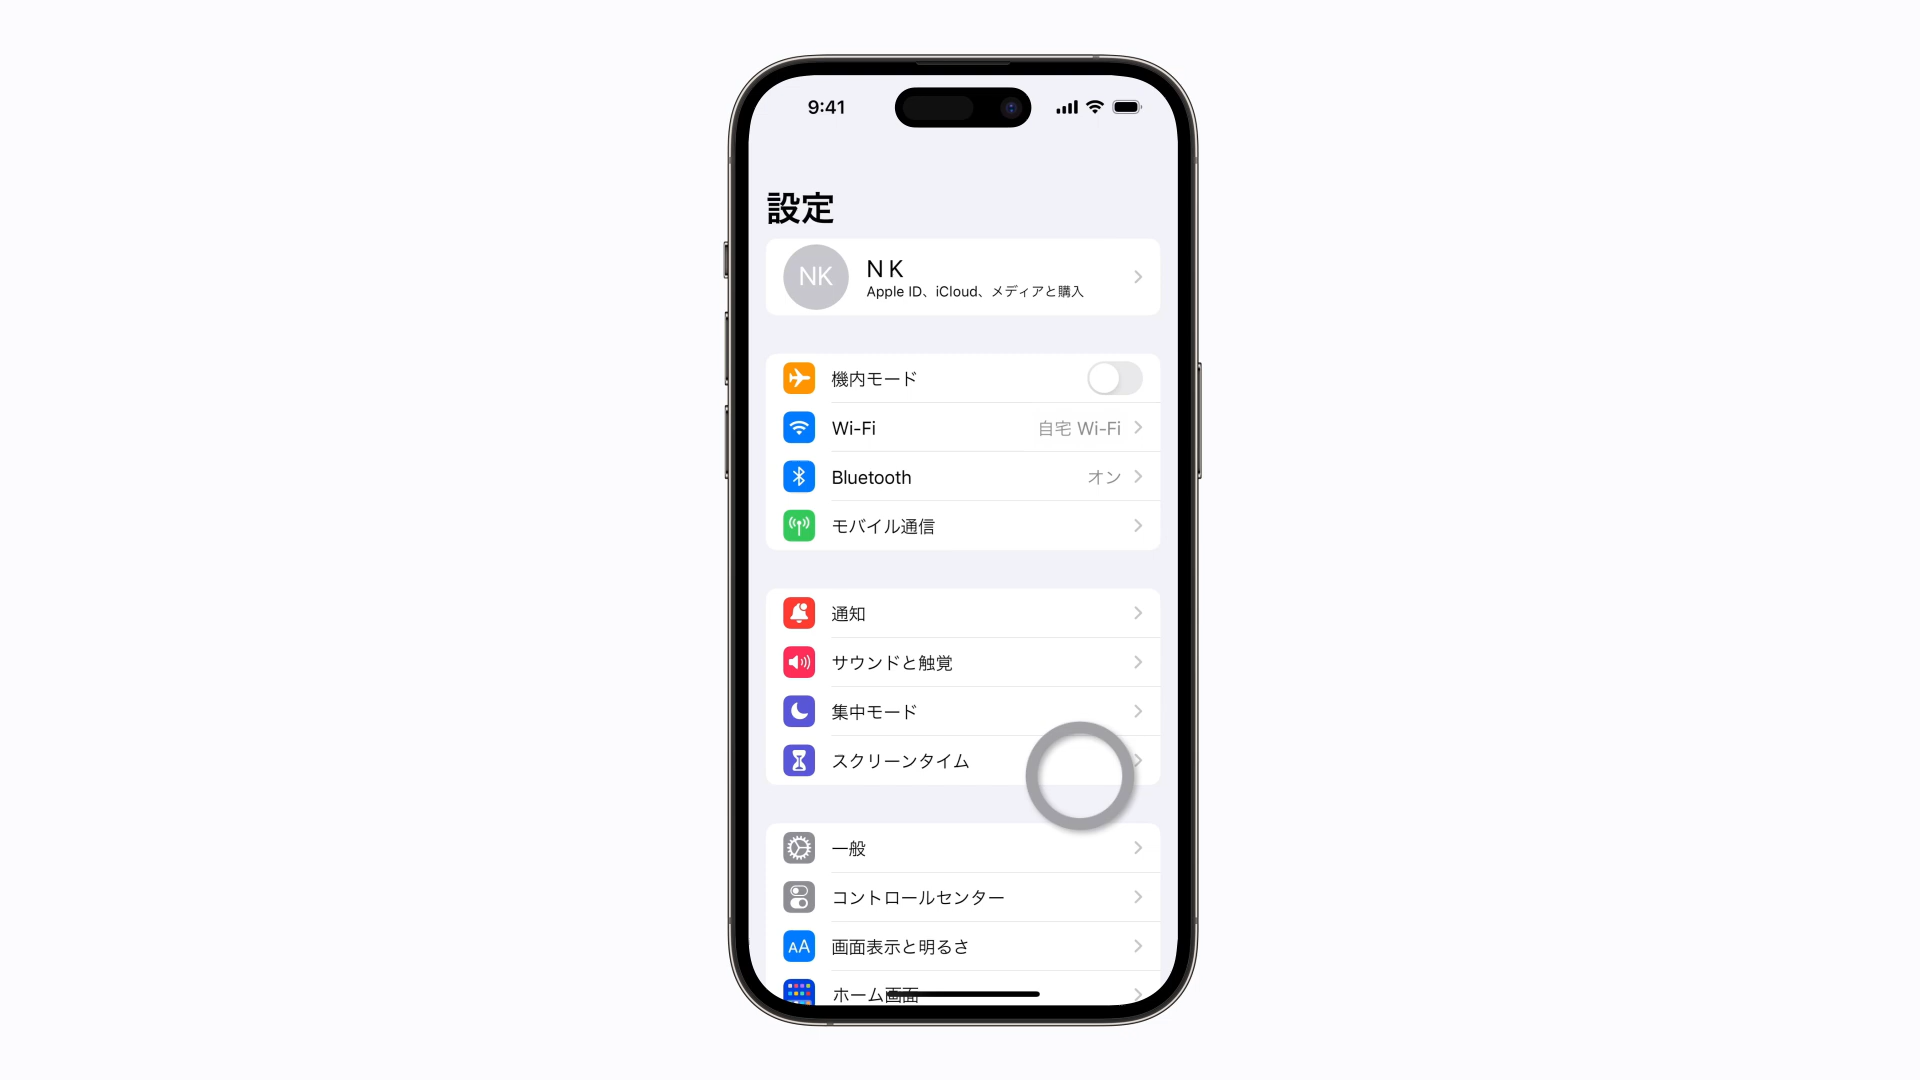 9:41
設定
NK
N K
Apple ID、iCloud、メディアと購入
機内モード
Wi-Fi 自宅 Wi-Fi
Bluetooth オン
モバイル通信
通知
サウンドと触覚
集中モード
スクリーンタイム
一般
コントロールセンター
AA 画面表示と明るさ
ホーム画面